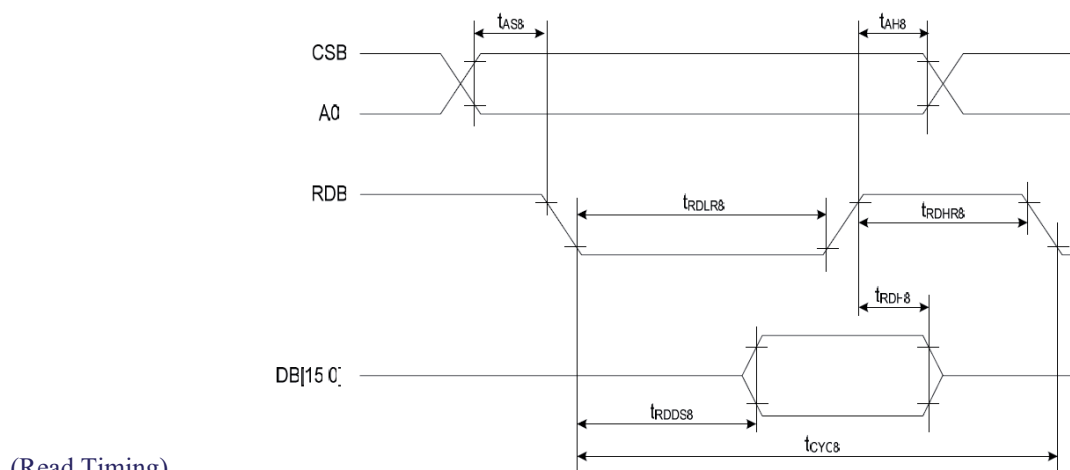 tAS8
tAH8
CSB
A0
RDB
tRDLR8
tRDHR8
tRDH8
DB[15 0]
tRDDS8
tCYC8
(Read Timing)